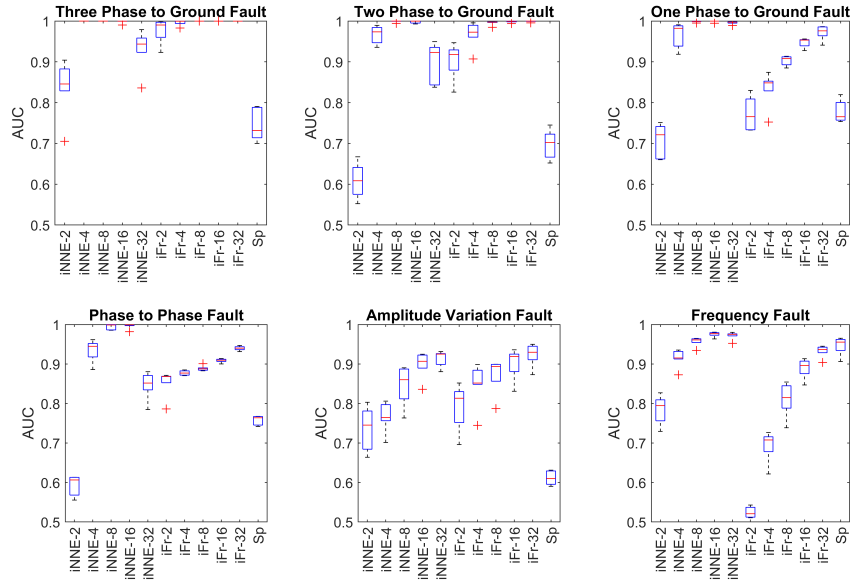 Three Phase to Ground Fault
AUC
1
0.9
0.8
0.7
0.6
0.5
iNNE-2
iNNE-4
iNNE-8
iNNE-16
iNNE-32
iFr-2
iFr-4
iFr-8
iFr-16
iFr-32
Sp
Two Phase to Ground Fault
AUC
1
0.9
0.8
0.7
0.6
0.5
iNNE-2
iNNE-4
iNNE-8
iNNE-16
iNNE-32
iFr-2
iFr-4
iFr-8
iFr-16
iFr-32
Sp
One Phase to Ground Fault
AUC
1
0.9
0.8
0.7
0.6
0.5
iNNE-2
iNNE-4
iNNE-8
iNNE-16
iNNE-32
iFr-2
iFr-4
iFr-8
iFr-16
iFr-32
Sp
Phase to Phase Fault
AUC
1
0.9
0.8
0.7
0.6
0.5
iNNE-2
iNNE-4
iNNE-8
iNNE-16
iNNE-32
iFr-2
iFr-4
iFr-8
iFr-16
iFr-32
Sp
Amplitude Variation Fault
AUC
1
0.9
0.8
0.7
0.6
0.5
iNNE-2
iNNE-4
iNNE-8
iNNE-16
iNNE-32
iFr-2
iFr-4
iFr-8
iFr-16
iFr-32
Sp
Frequency Fault
AUC
1
0.9
0.8
0.7
0.6
0.5
iNNE-2
iNNE-4
iNNE-8
iNNE-16
iNNE-32
iFr-2
iFr-4
iFr-8
iFr-16
iFr-32
Sp